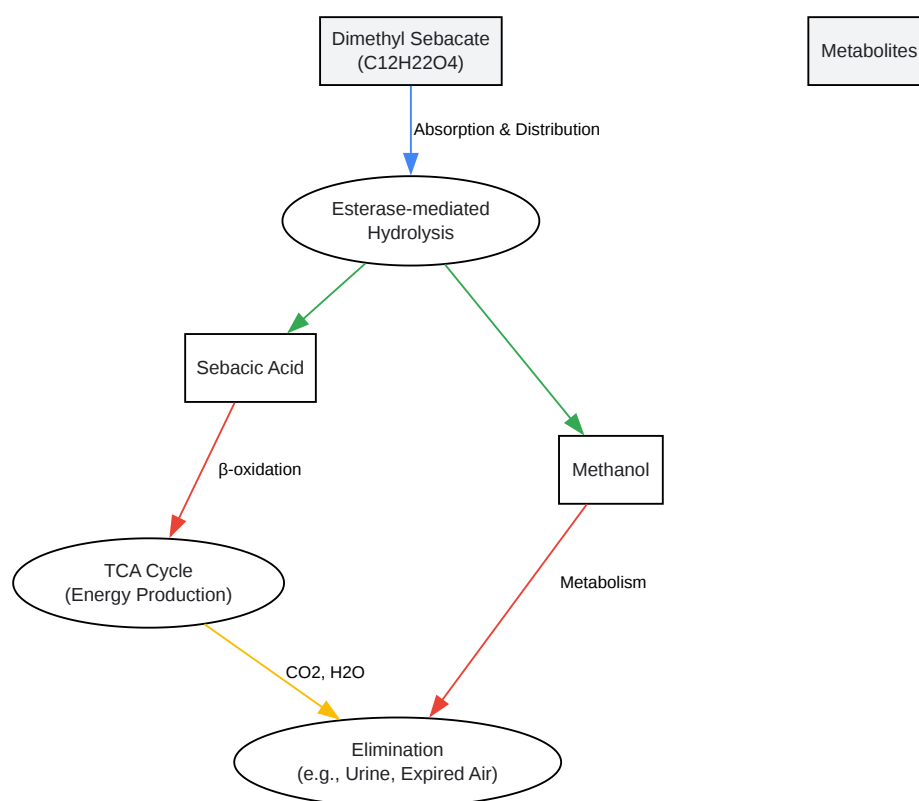 Dimethyl Sebacate
(C12H22O4)
Metabolites
Absorption & Distribution
Esterase-mediated
Hydrolysis
Sebacic Acid
Methanol
β-oxidation
TCA Cycle
(Energy Production)
Metabolism
CO2, H2O
Elimination
(e.g., Urine, Expired Air)